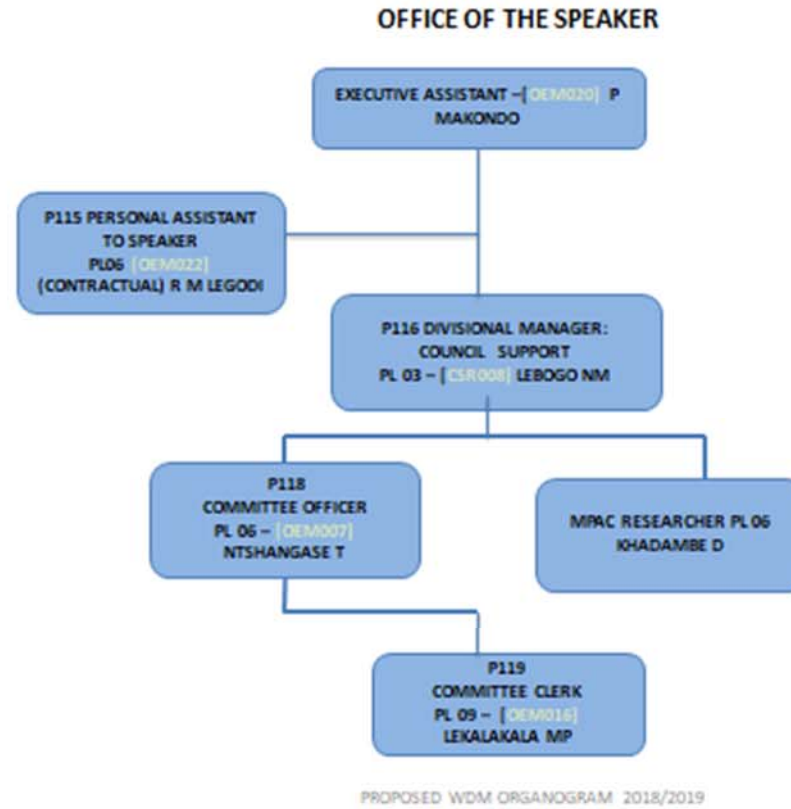 OFFICE OF THE SPEAKER
EXECUTIVE ASSISTANT –[OEM020] P
MAKONDO
P115 PERSONAL ASSISTANT
TO SPEAKER
PL06 [OEM022]
(CONTRACTUAL) R M LEGODI
P116 DIVISIONAL MANAGER:
COUNCIL SUPPORT
PL 03 – [CSR008] LEBOGO NM
P118
COMMITTEE OFFICER
PL 06 – [OEM007]
NTSHANGASE T
MPAC RESEARCHER PL 06
KHADAMBE D
P119
COMMITTEE CLERK
PL 09 – [OEM016]
LEKALAKALA MP
PROPOSED WDM ORGANOGRAM 2018/2019